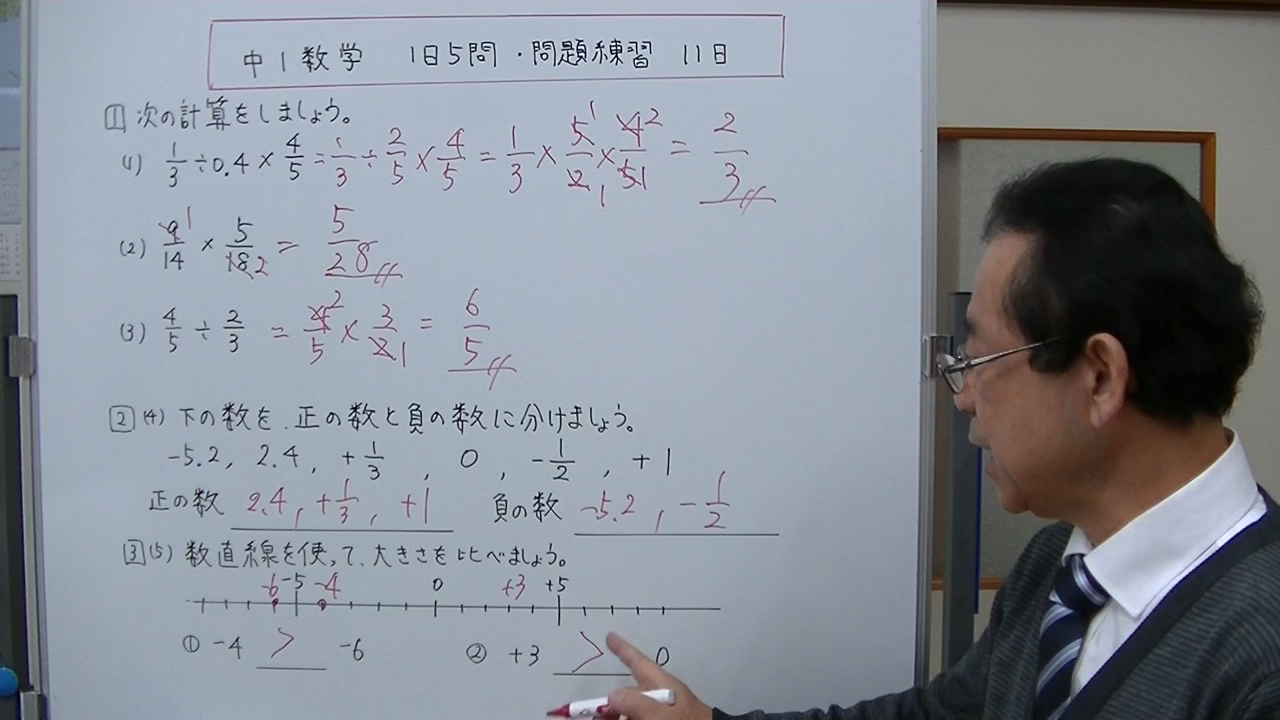 中1数学 1日5問・問題練習 11日
1 次の計算をしましょう。
(1) 1/3 ÷ 0.4 × 4/5 = 1/3 ÷ 2/5 × 4/5 = 1/3 × 5/2 × 4/5 = 2/3
(2) 9/14 × 5/18 = 5/28
(3) 4/5 ÷ 2/3 = 4/5 × 3/2 = 6/5
2 (4) 下の数を、正の数と負の数に分けましょう。
-5.2, 2.4, +1/3, 0, -1/2, +1
正の数 2.4, +1/3, +1 負の数 -5.2, -1/2
3 (5) 数直線を使って、大きさを比べましょう。
-6 -5 -4 0 +3 +5
① -4 > -6 ② +3 > 0